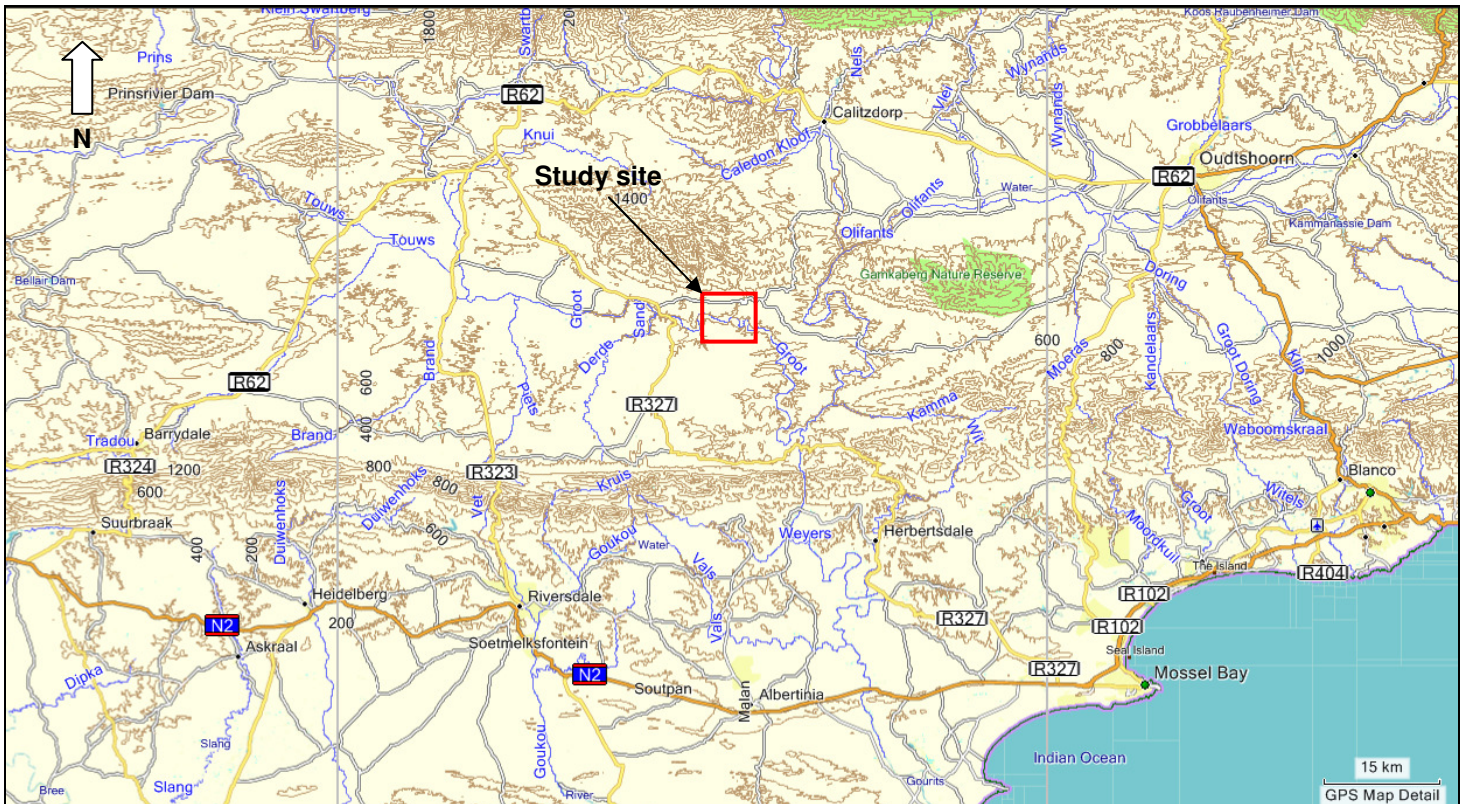 Klein Swartberg
1800
Swartb
20
Koos Raubenheimer Dam
Prins
Nels
Wynands
Prinsrivier Dam
R62
Vlei
Calitzdorp
Wynands
N
Knui
Grobbelaars
Caledon Kloof
Oudtshoorn
Study site
R62
1400
Water
Touws
Olifants
Olifants
Kammanassie Dam
Touws
Olifants
Bellair Dam
Gamkaberg Nature Reserve
Doring
Groot
Sand
Brand
Derde
Groot
600
800
Moeras
Kandelaars
Groot Doring
Klip
1000
R62
600
Piets
R327
Kamma
Wit
400
Brand
Tradou
Barrydale
Waboomskraal
R324
1200
800
R323
Blanco
600
800
Kruis
Witels
Vet
Duiwenhoks
Duiwenhoks
Groot
Suurbraak
600
Goukou
Weyers
Herbertsdale
Moordkuil
400
200
Water
Vals
The Island
R404
Heidelberg
Riversdale
R102
N2
200
Vals
R327
R102
Askraal
Soetmelksfontein
Seal Island
Dipka
N2
R327
Mossel Bay
Soutpan
Malan
Albertinia
Slang
Goukou
Indian Ocean
15 km
Bree
Slang
River
Gourits
GPS Map Detail